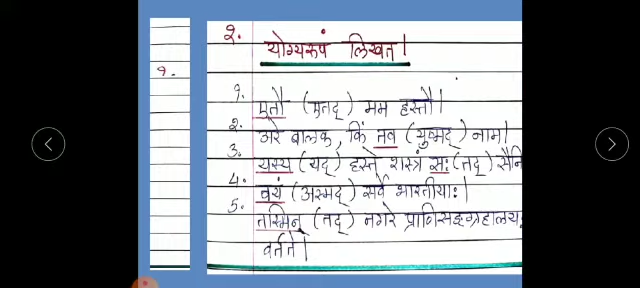 २. योग्यरूपं लिखत।
१.
१. एतौ (एतद्) मम हस्तौ।
२. अरे बालक, किं तव (युष्मद्) नाम।
३. यस्य (यद्) हस्ते शस्त्रं सः (तद्) सैनि
४. वयं (अस्मद्) सर्वे भारतीयाः।
५. तस्मिन् (तद्) नगरे प्राणिसङ्ग्रहालयः
वर्तते।